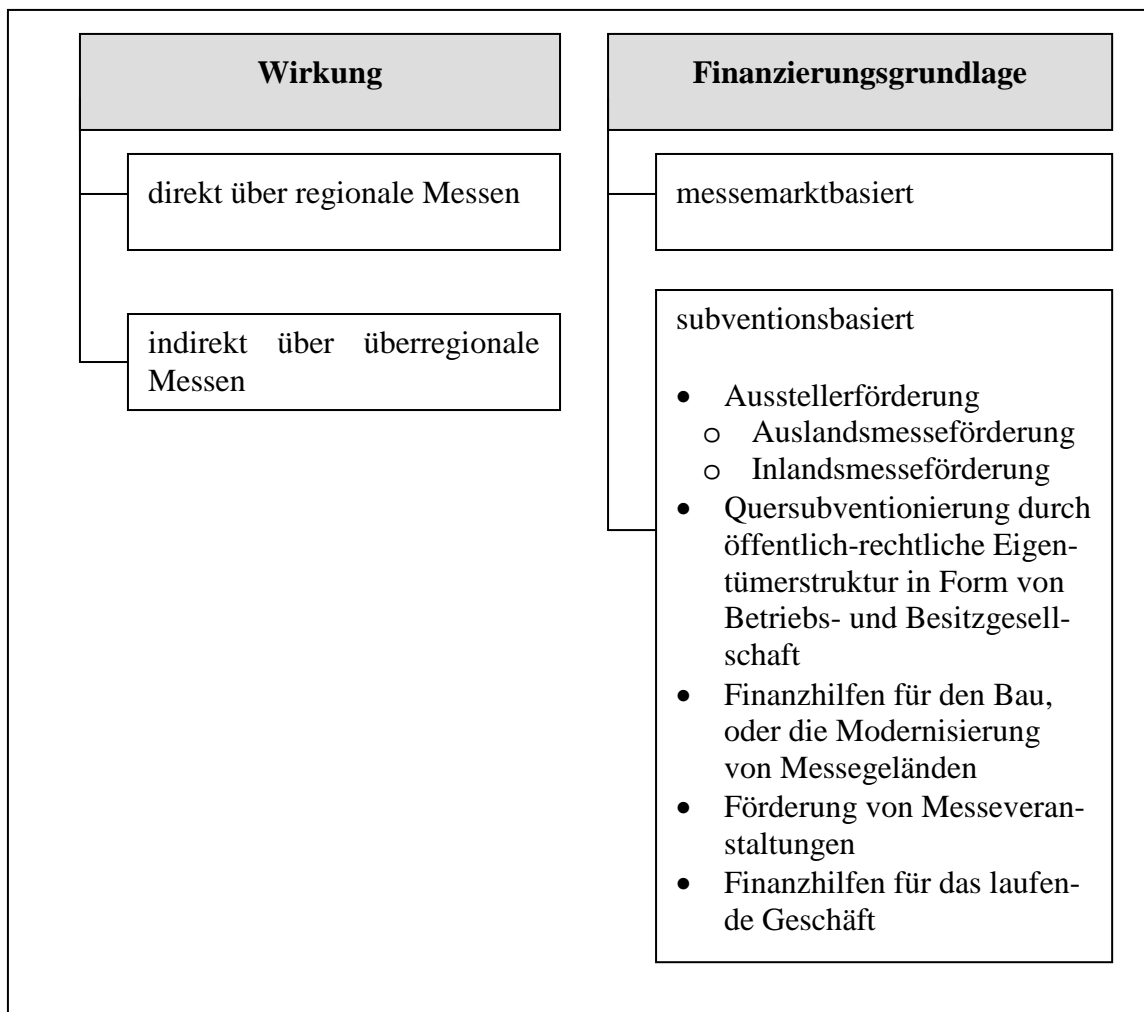 Wirkung
direkt über regionale Messen
indirekt über überregionale
Messen
Finanzierungsgrundlage
messemarktbasiert
subventionsbasiert
• Ausstellerförderung
o Auslandsmesseförderung
o Inlandsmesseförderung
• Quersubventionierung durch
öffentlich-rechtliche Eigen-
tümerstruktur in Form von
Betriebs- und Besitzgesell-
schaft
• Finanzhilfen für den Bau,
oder die Modernisierung
von Messegeländen
• Förderung von Messeveran-
staltungen
• Finanzhilfen für das laufen-
de Geschäft